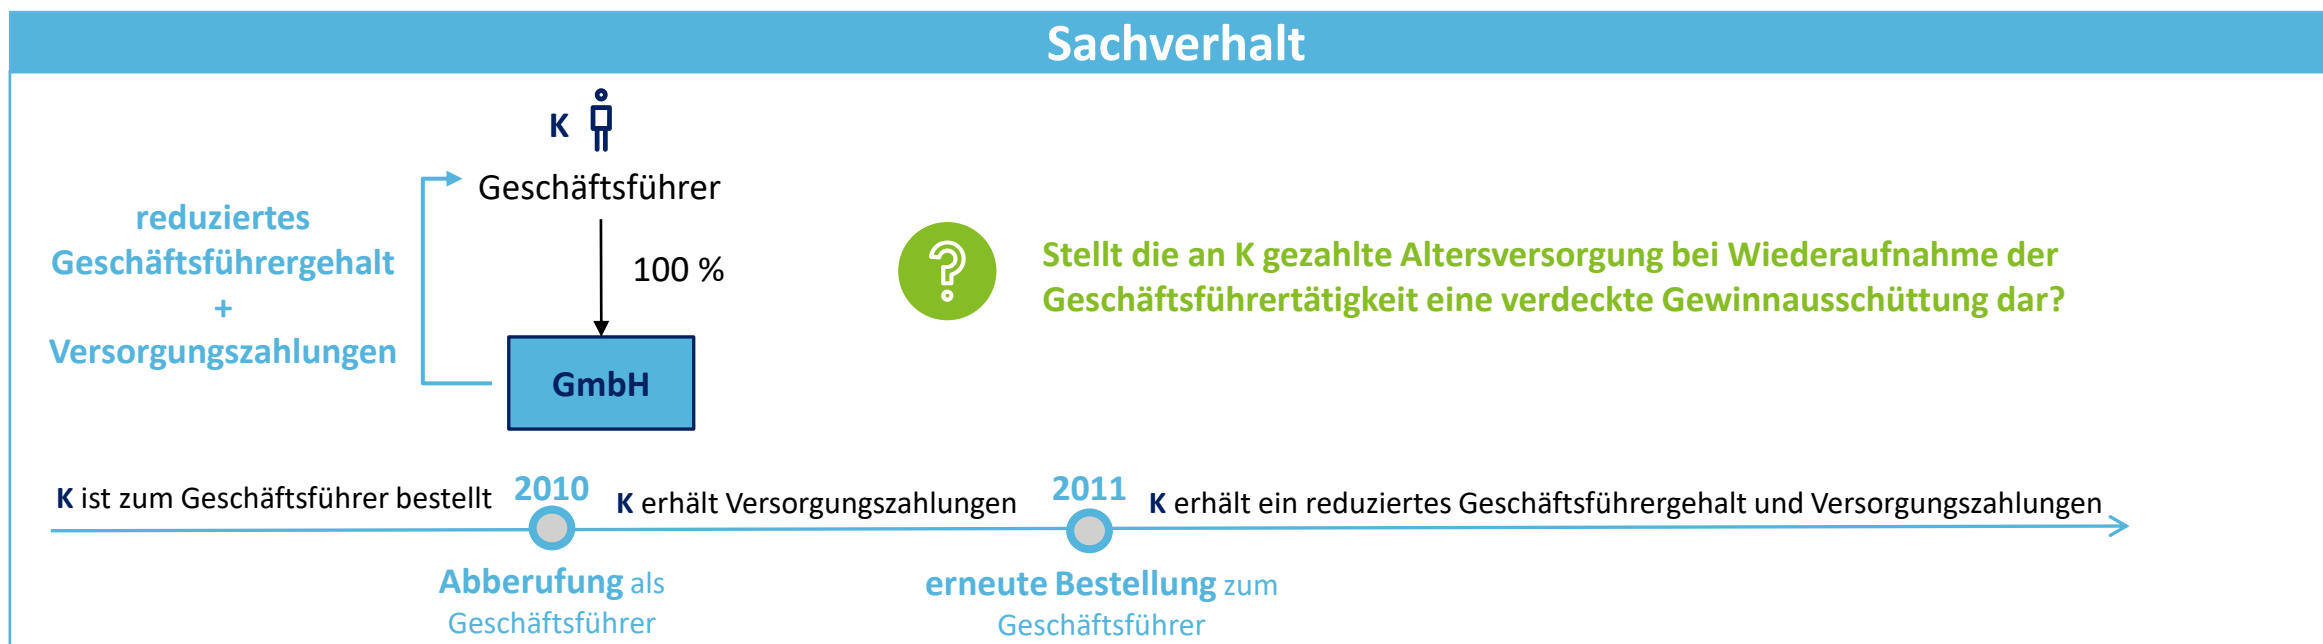 Sachverhalt
K
Geschäftsführer
reduziertes
Geschäftsführergehalt
+
Versorgungszahlungen
100 %
GmbH
Stellt die an K gezahlte Altersversorgung bei Wiederaufnahme der
Geschäftsführertätigkeit eine verdeckte Gewinnausschüttung dar?
K ist zum Geschäftsführer bestellt
2010
K erhält Versorgungszahlungen
2011
K erhält ein reduziertes Geschäftsführergehalt und Versorgungszahlungen
Abberufung als
Geschäftsführer
erneute Bestellung zum
Geschäftsführer